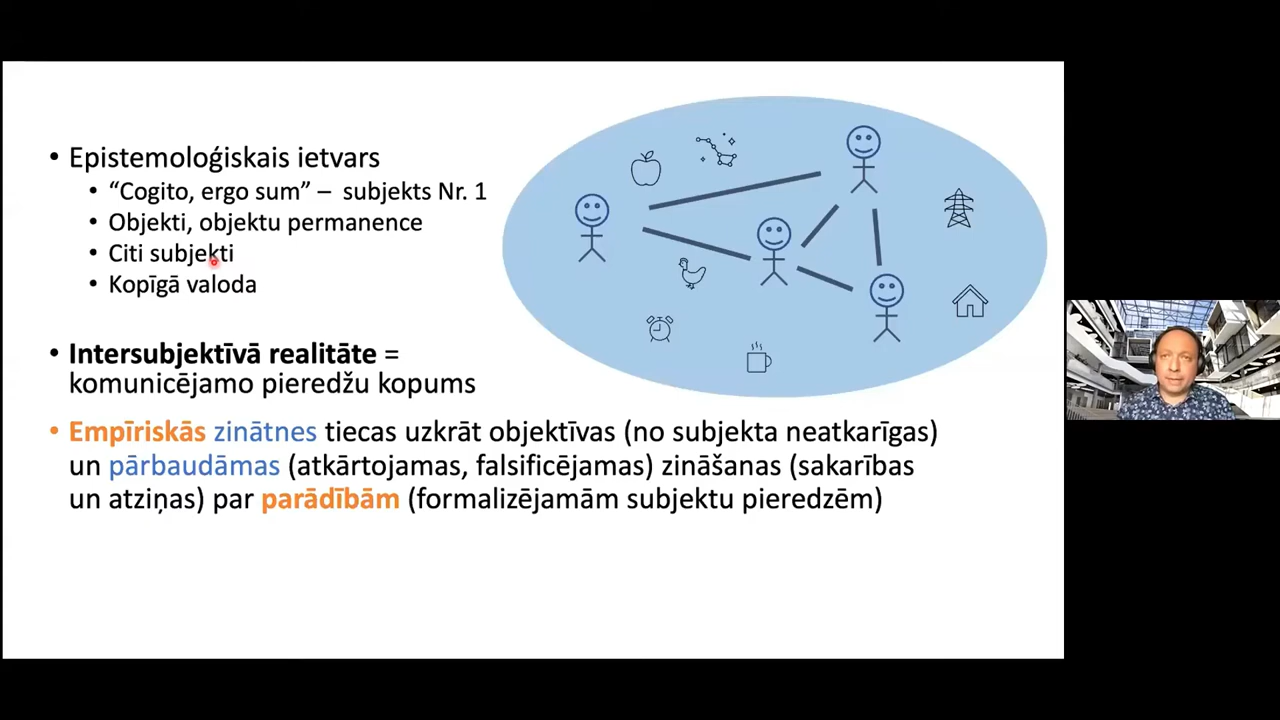 • Epistemoloģiskais ietvars
• “Cogito, ergo sum” – subjekts Nr. 1
• Objekti, objektu permanence
• Citi subjekti
• Kopīgā valoda
• Intersubjektīvā realitāte =
komunicējamo pieredžu kopums
• Empīriskās zinātnes tiecas uzkrāt objektīvas (no subjekta neatkarīgas)
un pārbaudāmas (atkārtojamas, falsificējamas) zināšanas (sakarības
un atziņas) par parādībām (formalizējamām subjektu pieredzēm)